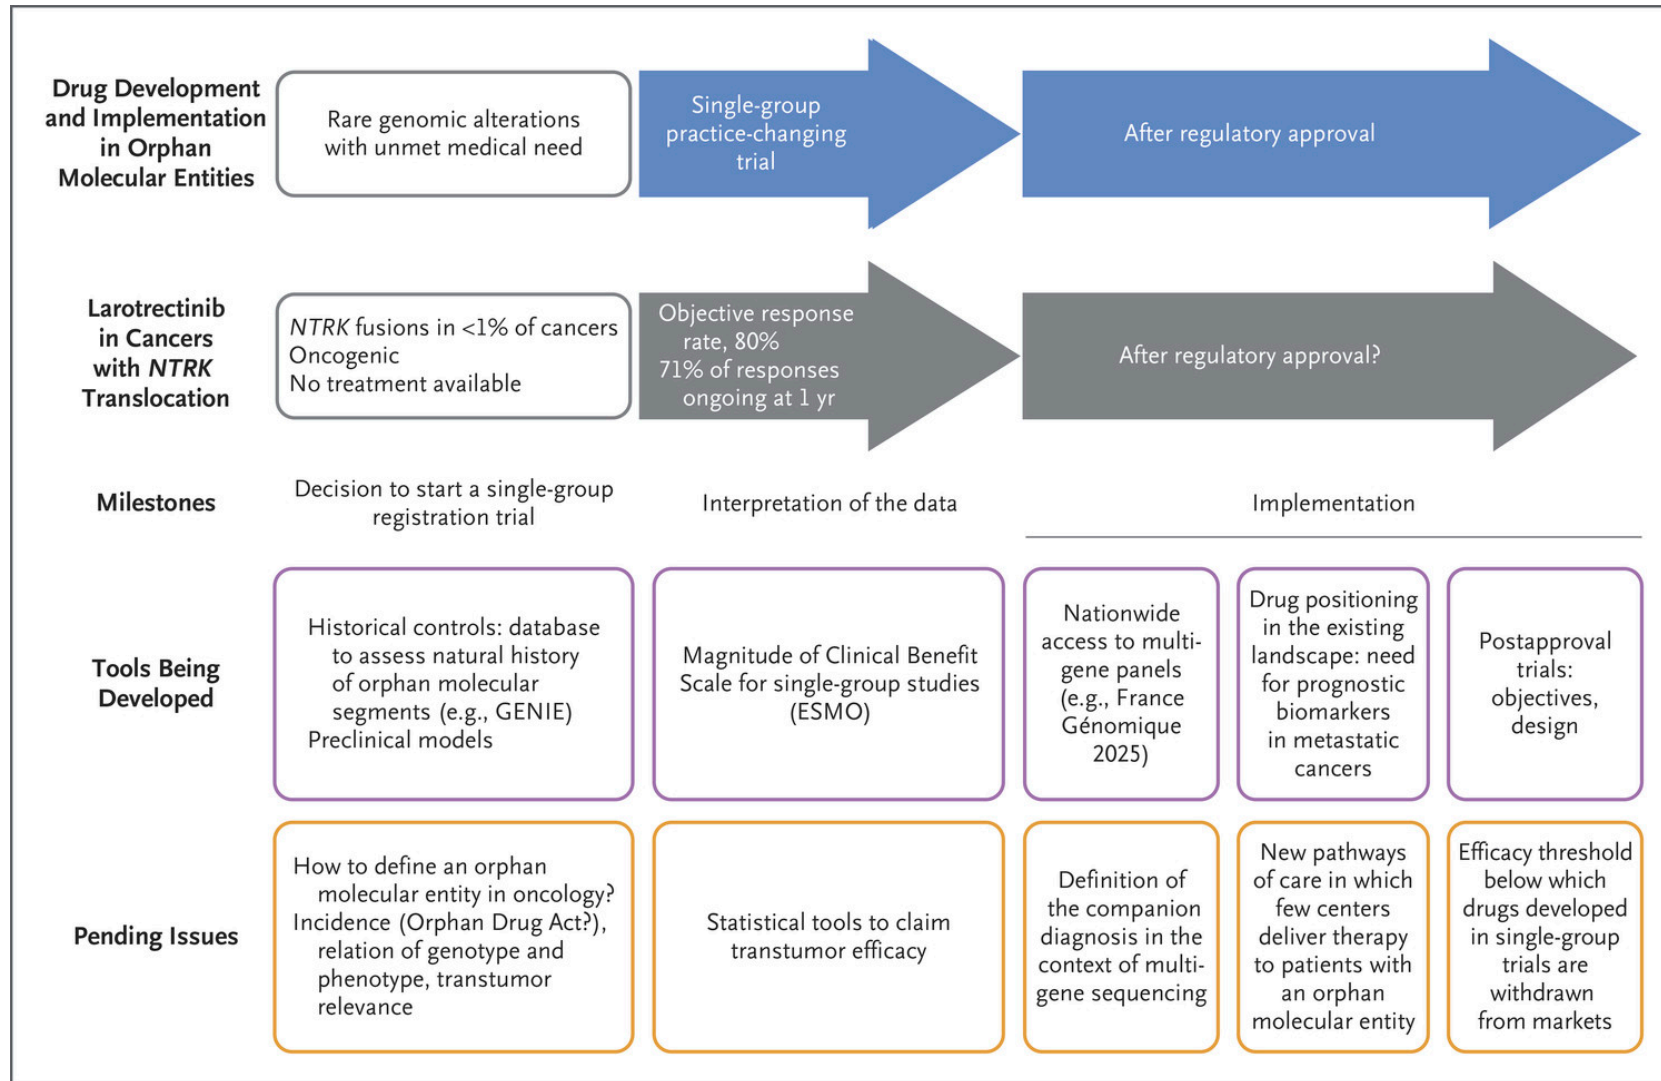 Drug Development
and Implementation
in Orphan
Molecular Entities
Rare genomic alterations
with unmet medical need
Single-group
practice-changing
trial
After regulatory approval
Larotrectinib
in Cancers
with NTRK
Translocation
NTRK fusions in <1% of cancers
Oncogenic
No treatment available
Objective response
rate, 80%
71% of responses
ongoing at 1 yr
After regulatory approval?
Milestones
Decision to start a single-group
registration trial
Interpretation of the data
Implementation
Tools Being
Developed
Historical controls: database
to assess natural history
of orphan molecular
segments (e.g., GENIE)
Preclinical models
Magnitude of Clinical Benefit
Scale for single-group studies
(ESMO)
Nationwide
access to multi-
gene panels
(e.g., France
Génomique
2025)
Drug positioning
in the existing
landscape: need
for prognostic
biomarkers
in metastatic
cancers
Postapproval
trials:
objectives,
design
Pending Issues
How to define an orphan
molecular entity in oncology?
Incidence (Orphan Drug Act?),
relation of genotype and
phenotype, transtumor
relevance
Statistical tools to claim
transtumor efficacy
Definition of
the companion
diagnosis in the
context of multi-
gene sequencing
New pathways
of care in which
few centers
deliver therapy
to patients with
an orphan
molecular entity
Efficacy threshold
below which
drugs developed
in single-group
trials are
withdrawn
from markets